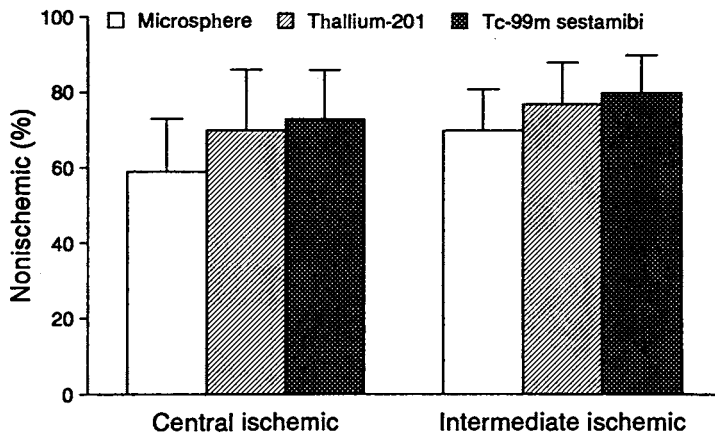 Microsphere Thallium-201 Tc-99m sestamibi
Nonischemic (%)
100
80
60
40
20
0
Central ischemic Intermediate ischemic